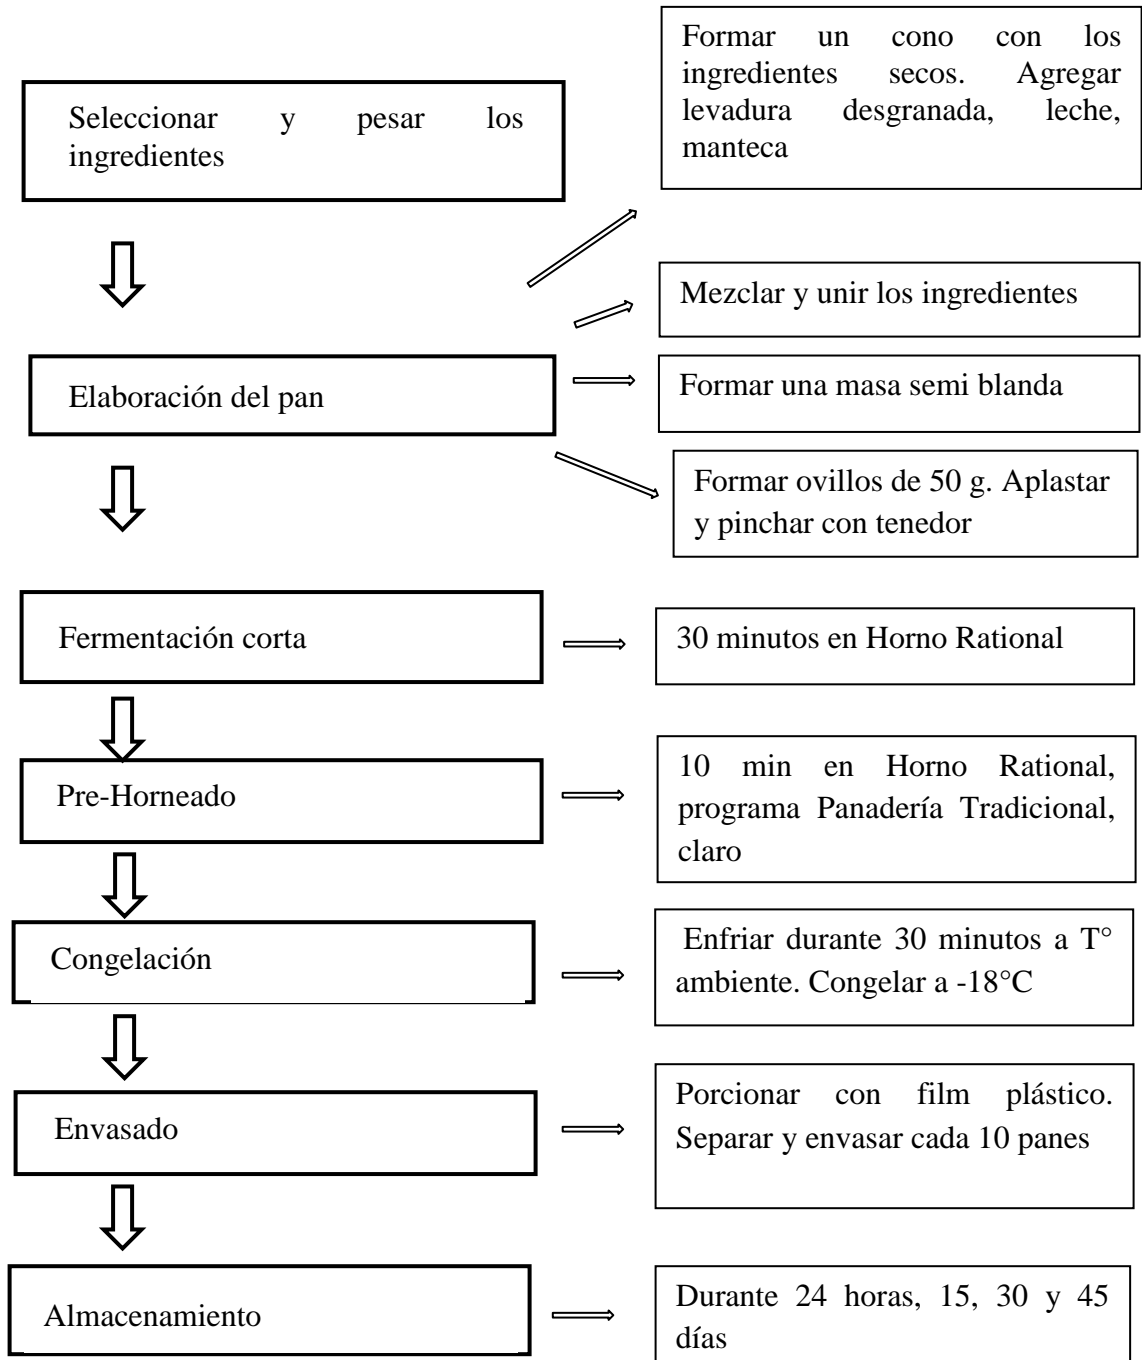 Seleccionar y pesar los
ingredientes
Formar un cono con los
ingredientes secos. Agregar
levadura desgranada, leche,
manteca
Elaboración del pan
Mezclar y unir los ingredientes
Formar una masa semi blanda
Formar ovillos de 50 g. Aplastar
y pinchar con tenedor
Fermentación corta
30 minutos en Horno Rational
Pre-Horneado
10 min en Horno Rational,
programa Panadería Tradicional,
claro
Congelación
Enfriar durante 30 minutos a T°
ambiente. Congelar a -18°C
Envasado
Porcionar con film plástico.
Separar y envasar cada 10 panes
Almacenamiento
Durante 24 horas, 15, 30 y 45
días